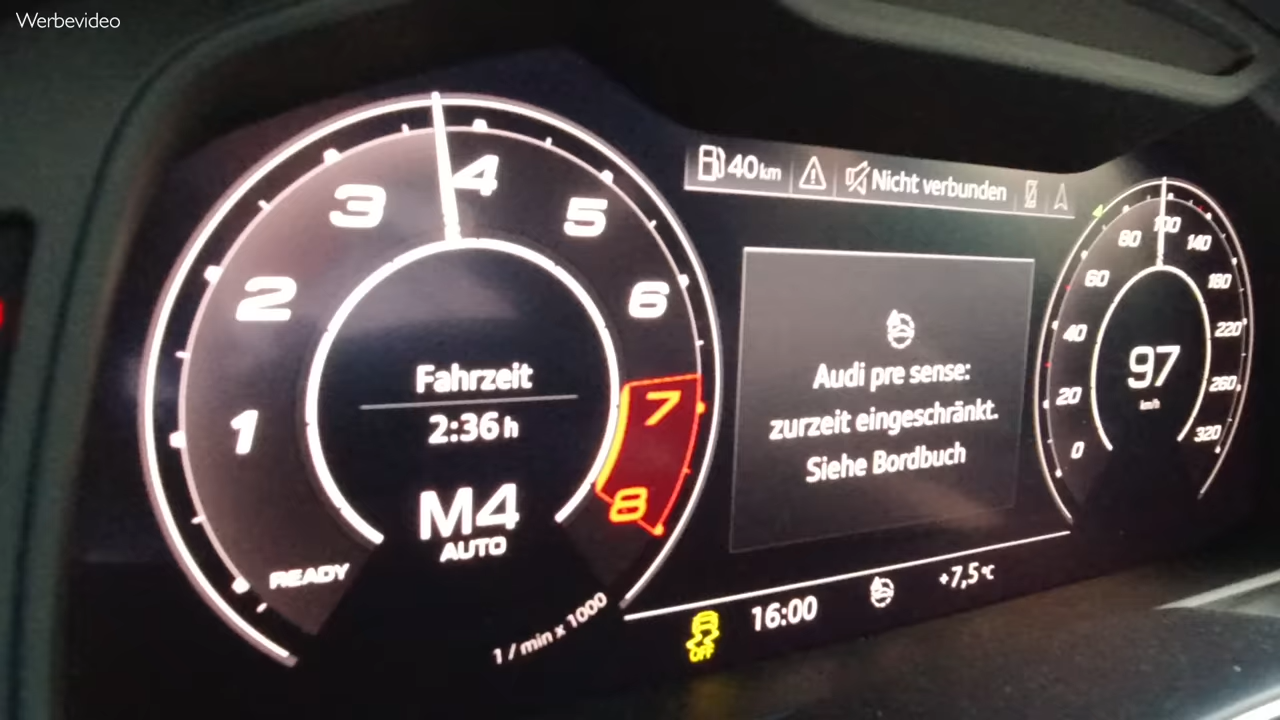 Werbevideo
40 km
Nicht verbunden
1
2
3
4
5
6
7
8
READY
Fahrzeit
2:36 h
M4
AUTO
1 / min x 1000
Audi pre sense:
zurzeit eingeschränkt.
Siehe Bordbuch
OFF
16:00
+7,5 °C
0
20
40
60
80
100
140
180
220
260
320
97
km/h